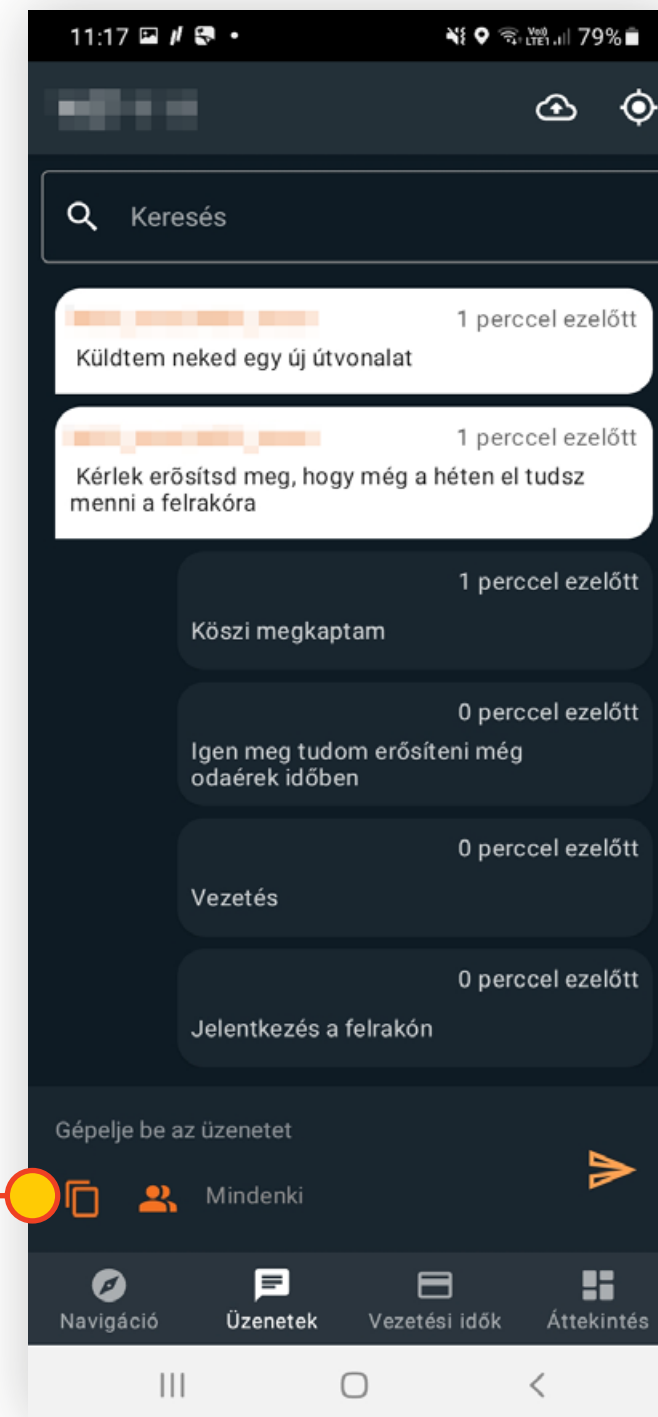 11:17
Vo)) LTE1 79%
Keresés
1 perccel ezelőtt
Küldtem neked egy új útvonalat
1 perccel ezelőtt
Kérlek erõsítsd meg, hogy még a héten el tudsz
menni a felrakóra
1 perccel ezelőtt
Köszi megkaptam
0 perccel ezelőtt
Igen meg tudom erősíteni még
odaérek időben
0 perccel ezelőtt
Vezetés
0 perccel ezelőtt
Jelentkezés a felrakón
Gépelje be az üzenetet
Mindenki
Navigáció Üzenetek Vezetési idők Áttekintés